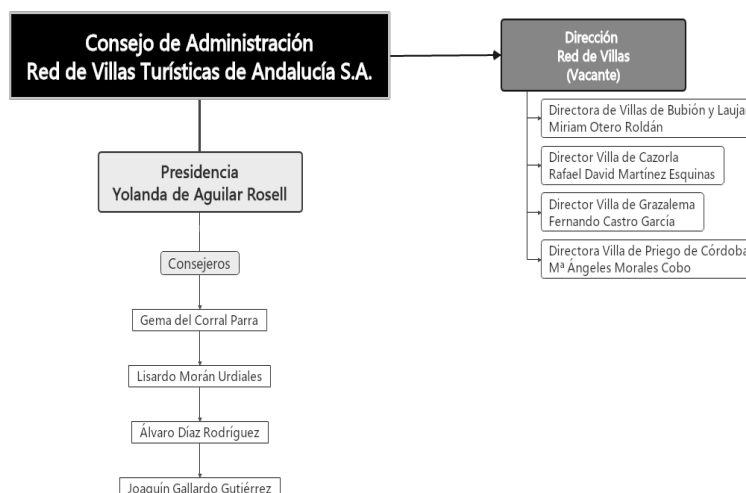 Consejo de Administración
Red de Villas Turísticas de Andalucía S.A.
Dirección
Red de Villas
(Vacante)
Directora de Villas de Bubión y
Miriam Otero Roldán
Director Villa de Cazorla
Rafael David Martínez Esquinas
Director Villa de Grazalema
Fernando Castro García
Directora Villa de Priego de Córdoba
Mª Ángeles Morales Cobo
Presidencia
Yolanda de Aguilar Rosell
Consejeros
Gema del Corral Parra
Lisardo Morán Urdiales
Álvaro Díaz Rodríguez
Joaquín Gallardo Gutiérrez